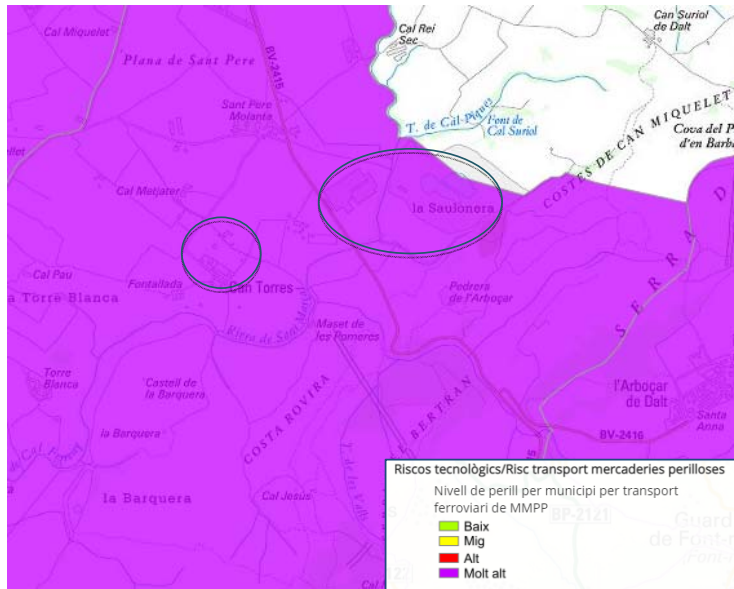 Cal Miquelet
Plana de Sant Pere
BV-2415
Cal Rei
Sec
Can Suriol
de Dalt
Sant Pere
Molanta
T. de Cal Piques
Font de
Cal Suriol
COSTES DE CAN MIQUELET
Cova del P
d'en Barba
Cal Metjater
la Saulonera
SERRA D
Cal Pau
Fontallada
Can Torres
a Torre Blanca
Riera de Sant
Pedrera
de l'Arboçar
Maset de
les Pomeres
Torre
Blanca
Castell de
la Barquera
COSTA ROVIRA
BERTRAN
l'Arboçar
de Dalt
Santa
Anna
la Barquera
BV-2416
T. de la Vall
la Barquera
Cal Jesús
Riscos tecnològics/Risc transport mercaderies perilloses
Nivell de perill per municipi per transport
ferroviari de MMPP
BP-2121
Baix
Mig
Alt
Molt alt
Guard
de Font-r